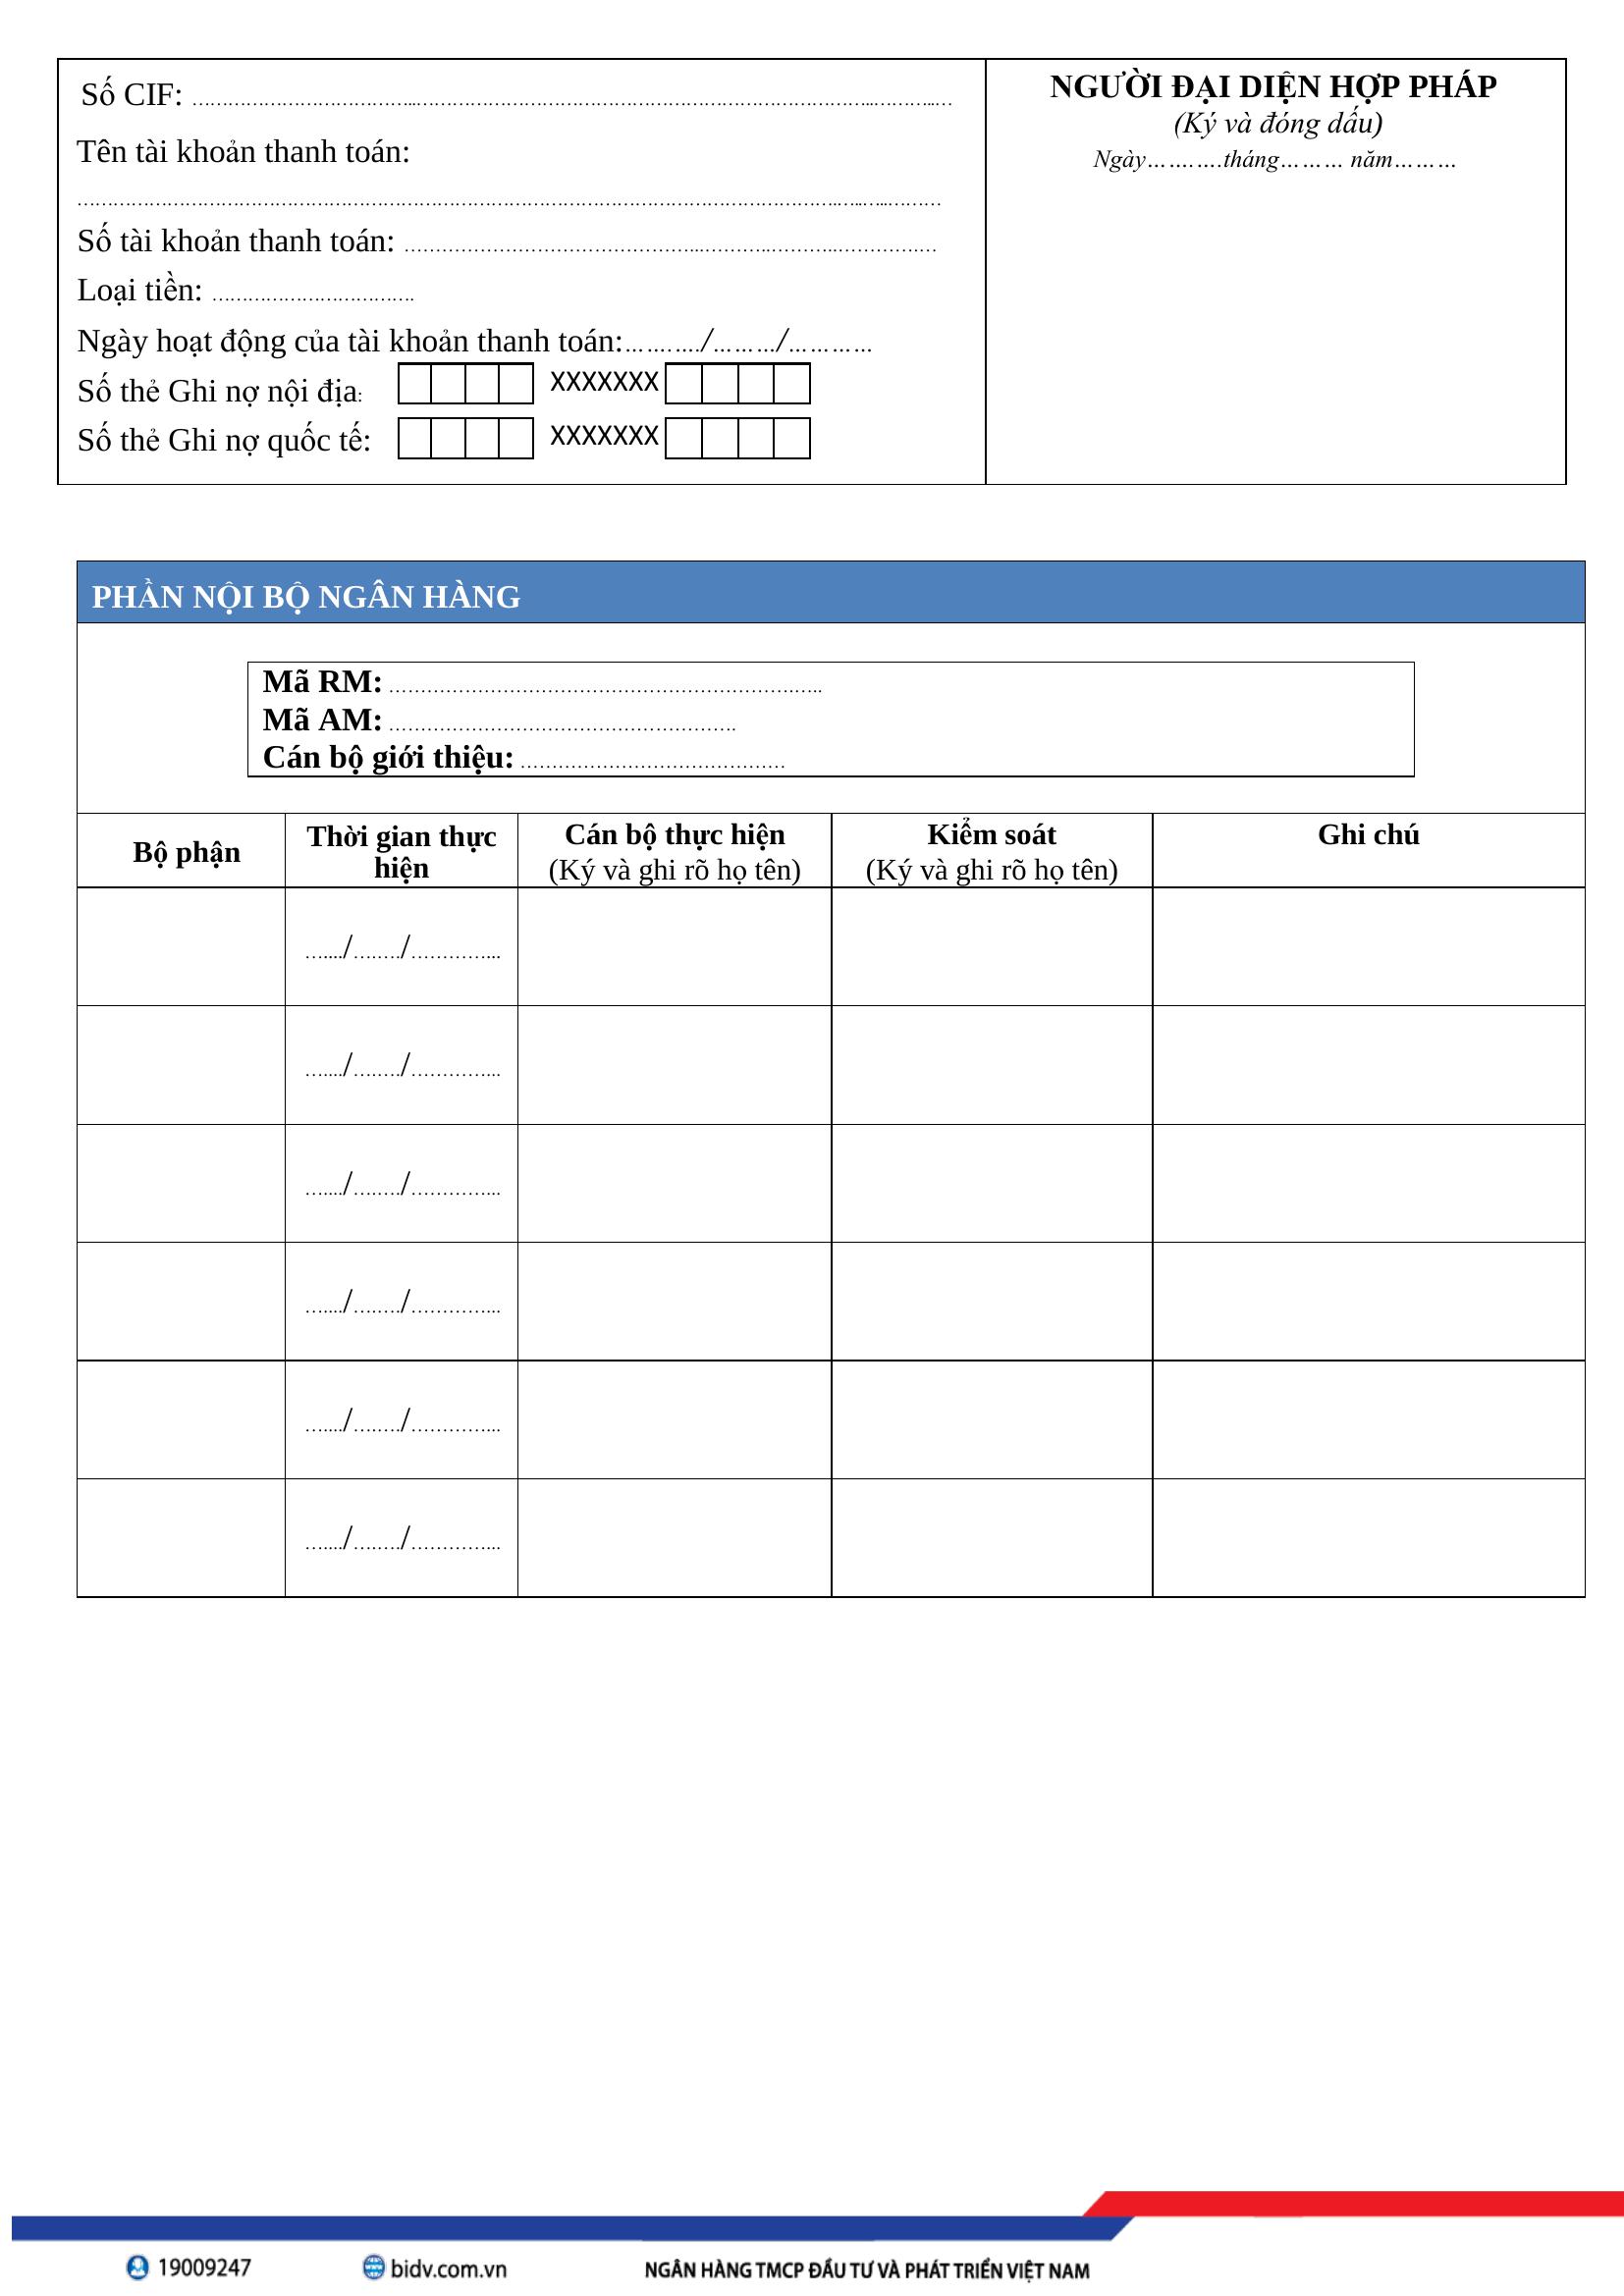 Số CIF: ……………………………………………………………………………………
Tên tài khoản thanh toán:
……………………………………………………………………………………………………
Số tài khoản thanh toán: ……………………………………………………………
Loại tiền: ……………………………
Ngày hoạt động của tài khoản thanh toán:………./………/…………
Số thẻ Ghi nợ nội địa: XXXXXXX
Số thẻ Ghi nợ quốc tế: XXXXXXX
NGƯỜI ĐẠI DIỆN HỢP PHÁP
(Ký và đóng dấu)
Ngày……….tháng……… năm………
PHẦN NỘI BỘ NGÂN HÀNG
Mã RM: ……………………………………………………………..
Mã AM: ……………………………………………….
Cán bộ giới thiệu: ……………………………………
Bộ phận
Thời gian thực hiện
Cán bộ thực hiện
(Ký và ghi rõ họ tên)
Kiểm soát
(Ký và ghi rõ họ tên)
Ghi chú
……./……./…………...
……./……./…………...
……./……./…………...
……./……./…………...
……./……./…………...
……./……./…………...
19009247
bidv.com.vn
NGÂN HÀNG TMCP ĐẦU TƯ VÀ PHÁT TRIỂN VIỆT NAM